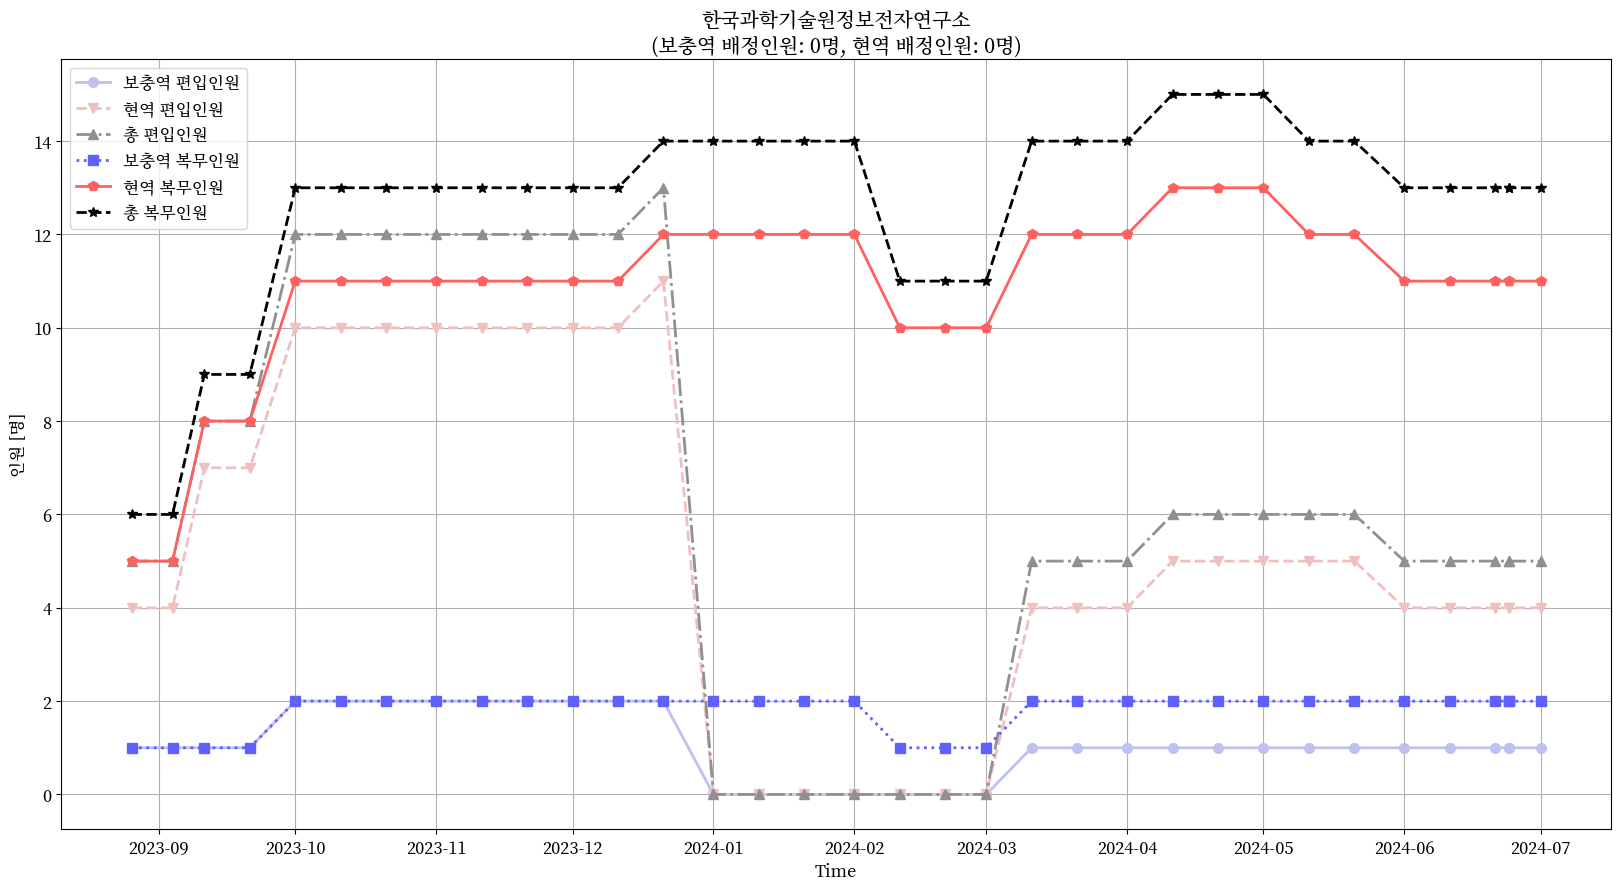 한국과학기술원정보전자연구소
(보충역 배정인원: 0명, 현역 배정인원: 0명)
보충역 편입인원
현역 편입인원
총 편입인원
보충역 복무인원
현역 복무인원
총 복무인원
인원 [명]
14
12
10
8
6
4
2
0
2023-09 2023-10 2023-11 2023-12 2024-01 2024-02 2024-03 2024-04 2024-05 2024-06 2024-07
Time